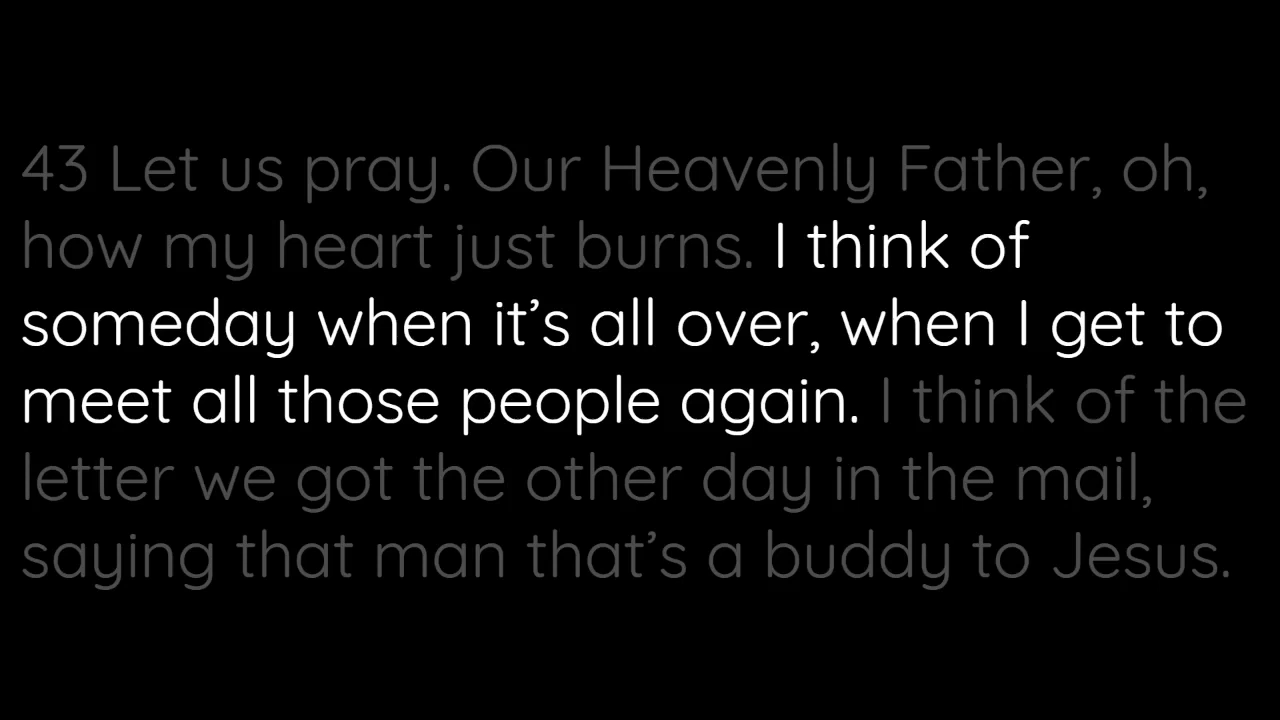 43 Let us pray. Our Heavenly Father, oh,
how my heart just burns. I think of
someday when it’s all over, when I get to
meet all those people again. I think of the
letter we got the other day in the mail,
saying that man that’s a buddy to Jesus.